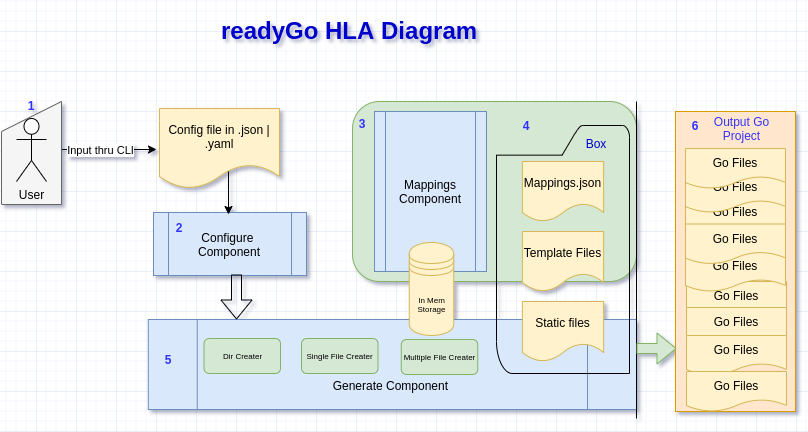 readyGo HLA Diagram
1
User
Input thru CLI
Config file in .json |
.yaml
2
Configure
Component
3
Mappings
Component
4
Box
Mappings.json
Template Files
Static files
In Mem
Storage
5
Dir Creater
Single File Creater
Multiple File Creater
Generate Component
6
Output Go
Project
Go Files
Go Files
Go Files
Go Files
Go Files
Go Files
Go Files
Go Files
Go Files